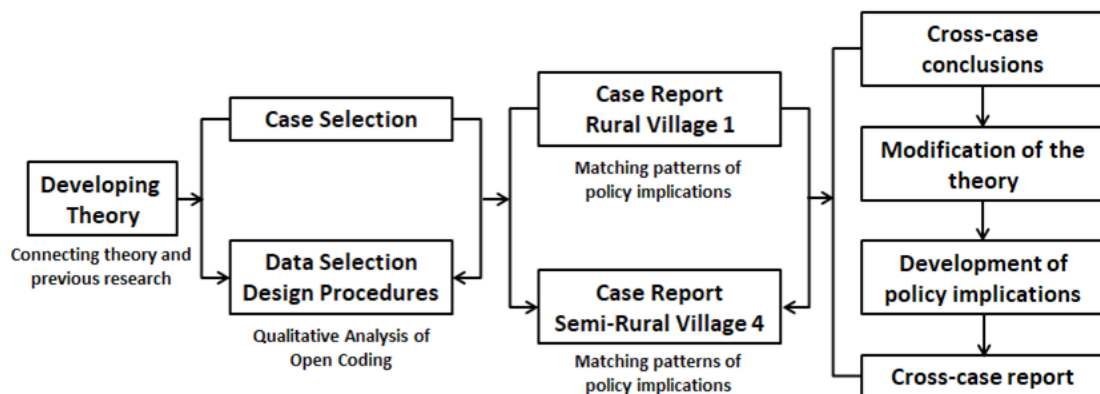 Developing
Theory
Connecting theory and
previous research
Case Selection
Data Selection
Design Procedures
Qualitative Analysis of
Open Coding
Case Report
Rural Village 1
Matching patterns of
policy implications
Case Report
Semi-Rural Village 4
Matching patterns of
policy implications
Cross-case
conclusions
Modification of the
theory
Development of
policy implications
Cross-case report